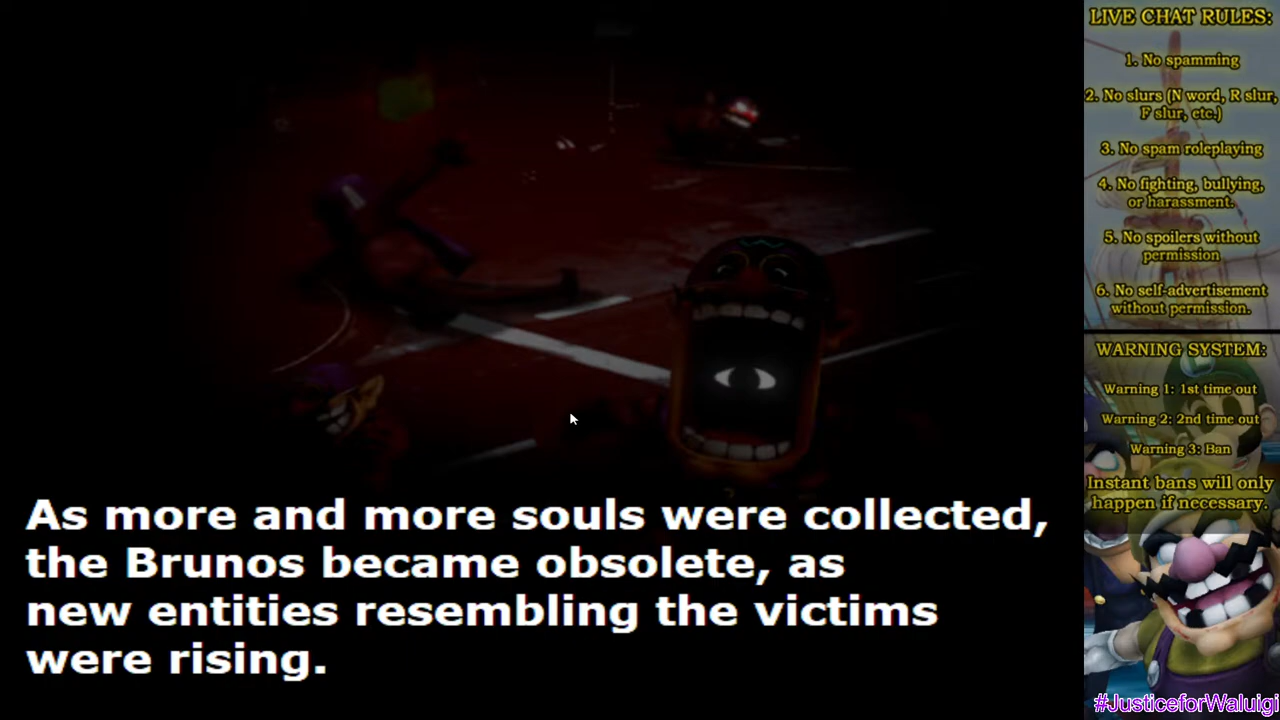 As more and more souls were collected,
the Brunos became obsolete, as
new entities resembling the victims
were rising.
LIVE CHAT RULES:
1. No spamming
2. No slurs (N word, R slur,
F slur, etc.)
3. No spam roleplaying
4. No fighting, bullying,
or harassment.
5. No spoilers without
permission
6. No self-advertisement
without permission.
WARNING SYSTEM:
Warning 1: 1st time out
Warning 2: 2nd time out
Warning 3: Ban
Instant bans will only
happen if necessary.
#JusticeforWaluigi